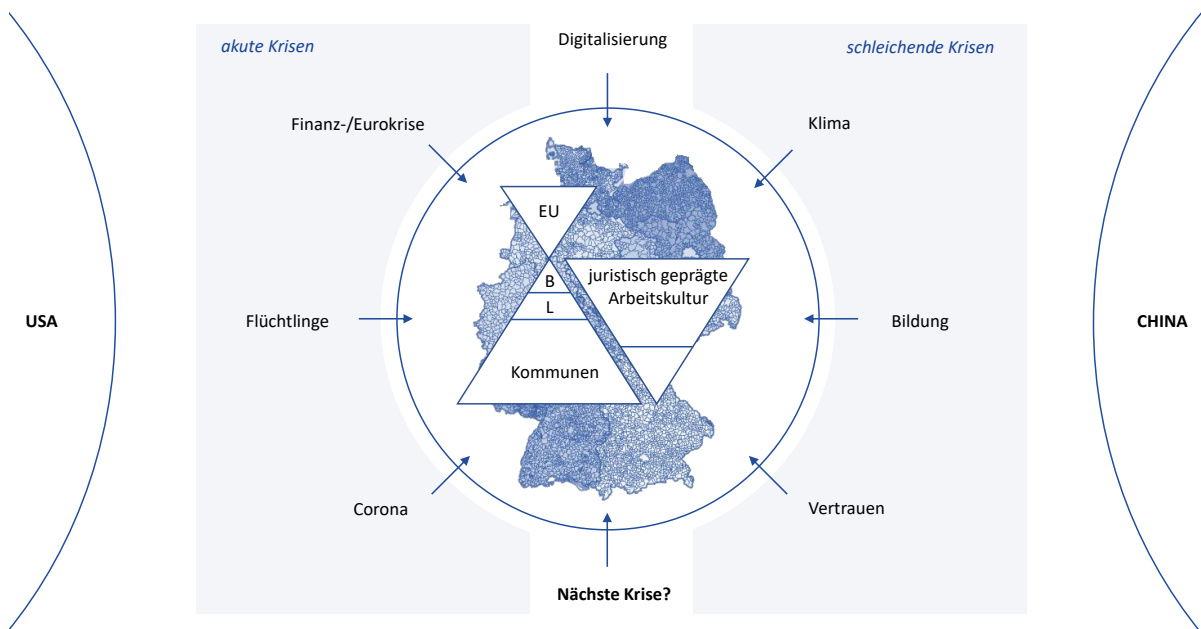 Digitalisierung
akute Krisen
schleichende Krisen
Finanz-/Eurokrise
Klima
EU
B
juristisch geprägte
Arbeitskultur
L
USA
Flüchtlinge
Bildung
CHINA
Kommunen
Corona
Vertrauen
Nächste Krise?